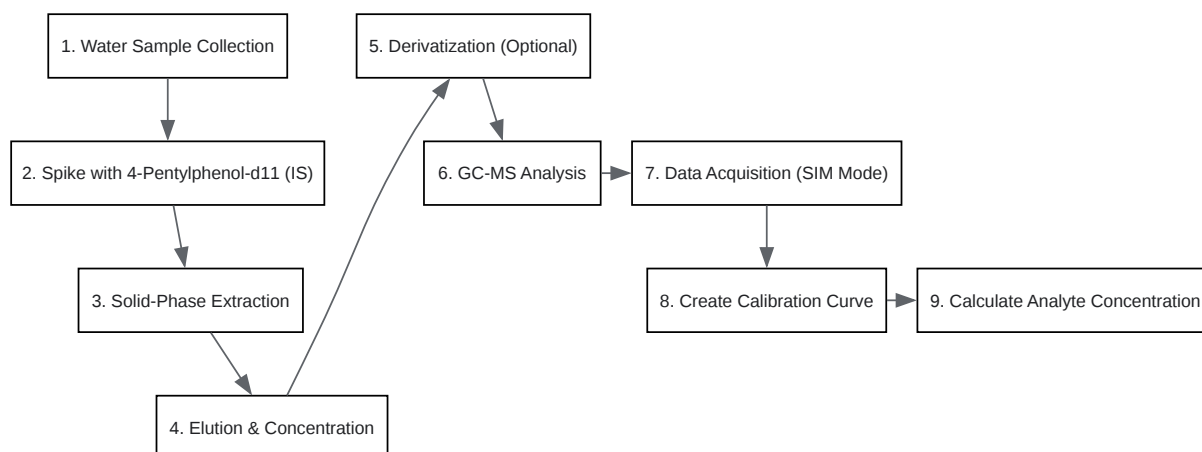 1. Water Sample Collection
2. Spike with 4-Pentylphenol-d11 (IS)
3. Solid-Phase Extraction
4. Elution & Concentration
5. Derivatization (Optional)
6. GC-MS Analysis
7. Data Acquisition (SIM Mode)
8. Create Calibration Curve
9. Calculate Analyte Concentration